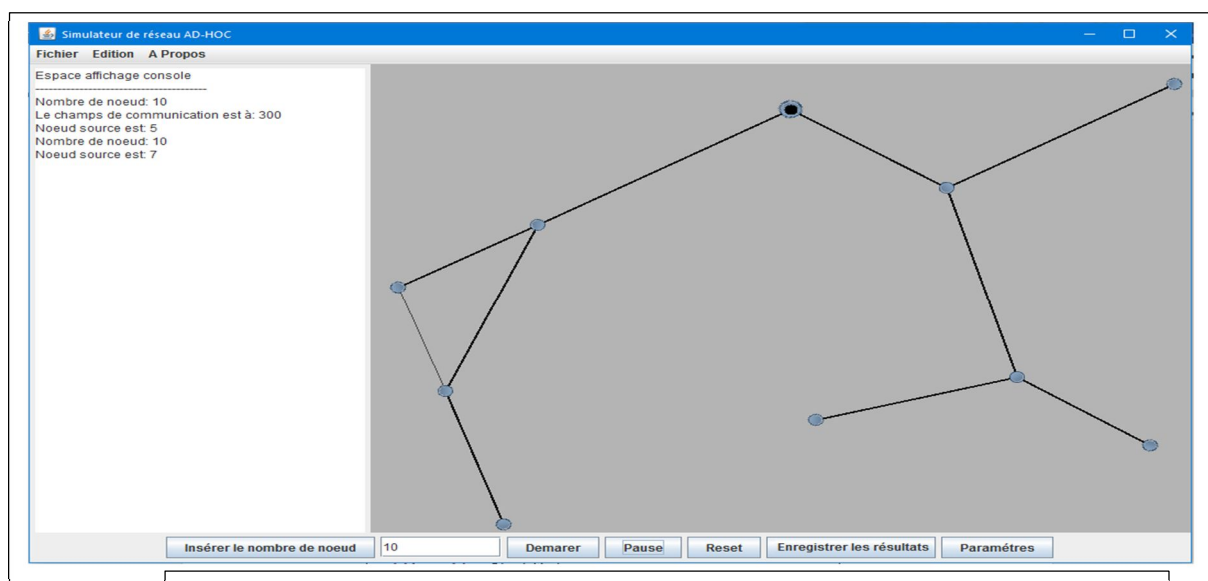 Simulateur de réseau AD-HOC
Fichier Edition A Propos
Espace affichage console
---------------------------------------
Nombre de noeud: 10
Le champs de communication est à: 300
Noeud source est: 5
Nombre de noeud: 10
Noeud source est: 7
Insérer le nombre de noeud 10 Demarer Pause Reset Enregistrer les résultats Paramétres